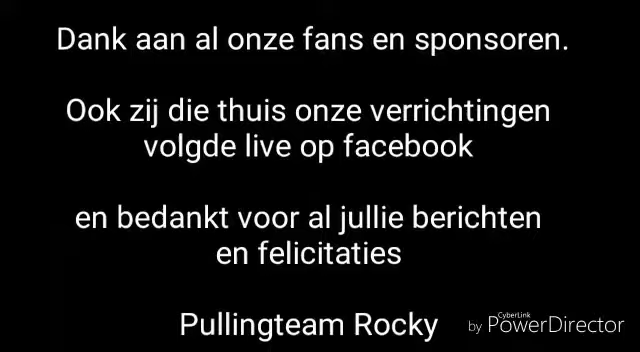 Dank aan al onze fans en sponsoren.
Ook zij die thuis onze verrichtingen
volgde live op facebook
en bedankt voor al jullie berichten
en felicitaties
Pullingteam Rocky
by CyberLink PowerDirector